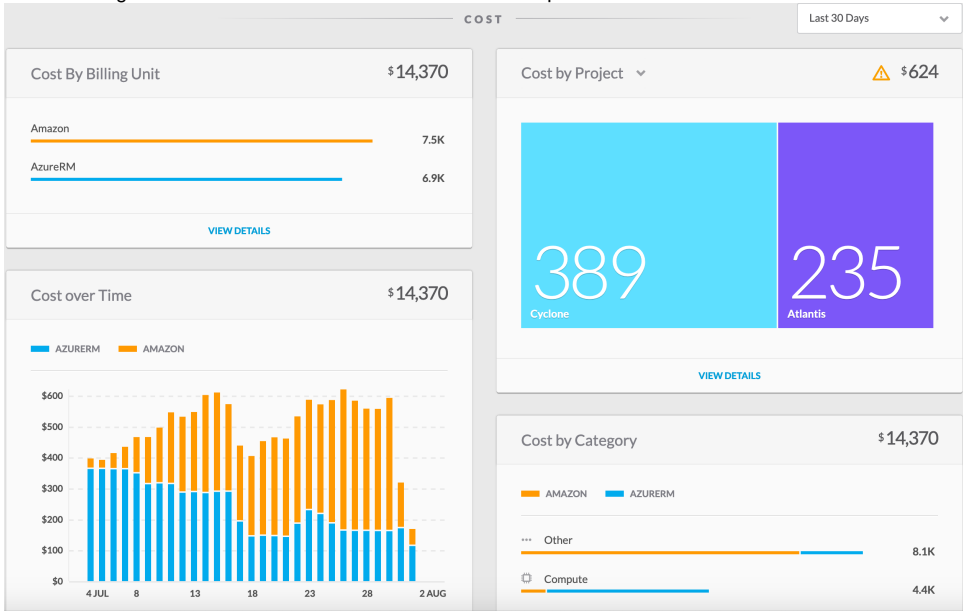 COST
Last 30 Days
Cost By Billing Unit
$14,370
Amazon
7.5K
AzureRM
6.9K
VIEW DETAILS
Cost over Time
$14,370
AZURERM AMAZON
$600
$500
$400
$300
$200
$100
$0
4 JUL 8 13 18 23 28 2 AUG
Cost by Project
$624
389
Cyclone
235
Atlantis
VIEW DETAILS
Cost by Category
$14,370
AMAZON AZURERM
Other
8.1K
Compute
4.4K